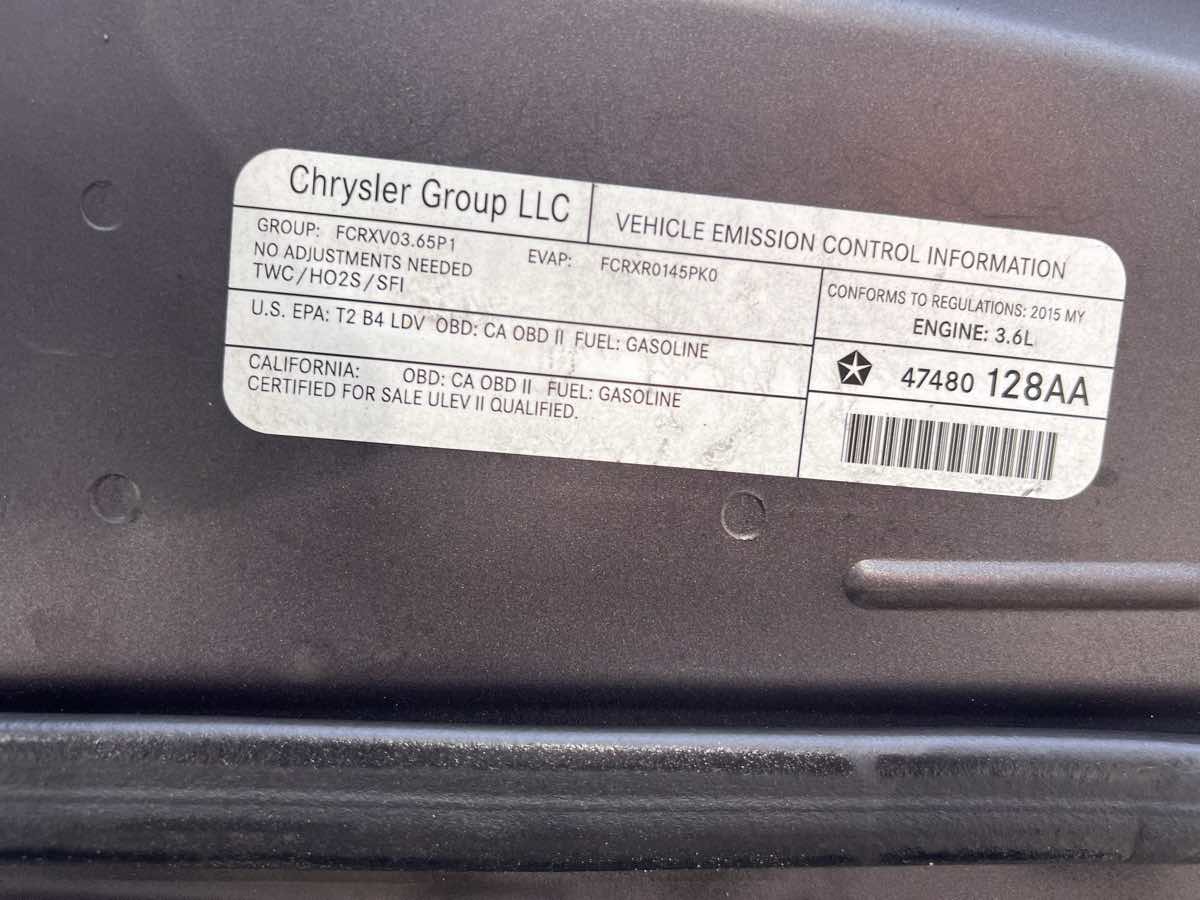 Chrysler Group LLC
VEHICLE EMISSION CONTROL INFORMATION
GROUP: FCRXV03.65P1 EVAP: FCRXR0145PK0
NO ADJUSTMENTS NEEDED
TWC/HO2S/SFI
CONFORMS TO REGULATIONS: 2015 MY
ENGINE: 3.6L
U.S. EPA: T2 B4 LDV OBD: CA OBD II FUEL: GASOLINE
47480 128AA
CALIFORNIA: OBD: CA OBD II FUEL: GASOLINE
CERTIFIED FOR SALE ULEV II QUALIFIED.